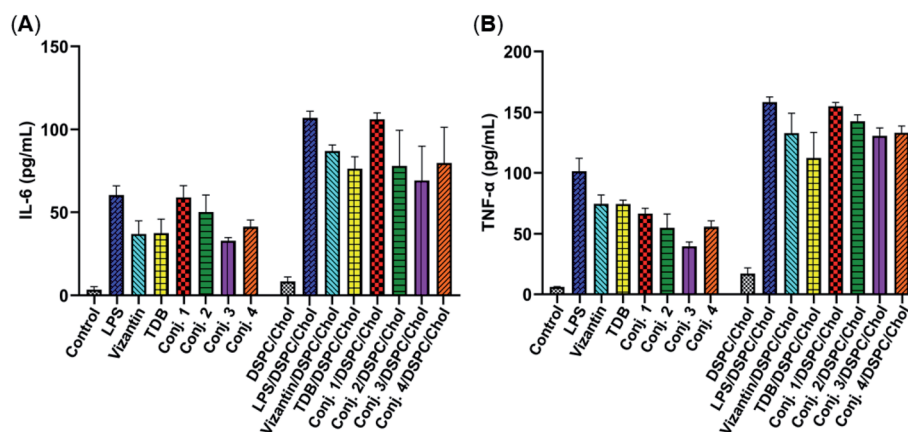 (A)
150
100
50
0
IL-6 (pg/mL)
Control
LPS
Vizantin
TDB
Conj. 1
Conj. 2
Conj. 3
Conj. 4
DSPC/Chol
LPS/DSPC/Chol
Vizantin/DSPC/Chol
TDB/DSPC/Chol
Conj. 1/DSPC/Chol
Conj. 2/DSPC/Chol
Conj. 3/DSPC/Chol
Conj. 4/DSPC/Chol
(B)
200
150
100
50
0
TNF-α (pg/mL)
Control
LPS
Vizantin
TDB
Conj. 1
Conj. 2
Conj. 3
Conj. 4
DSPC/Chol
LPS/DSPC/Chol
Vizantin/DSPC/Chol
TDB/DSPC/Chol
Conj. 1/DSPC/Chol
Conj. 2/DSPC/Chol
Conj. 3/DSPC/Chol
Conj. 4/DSPC/Chol